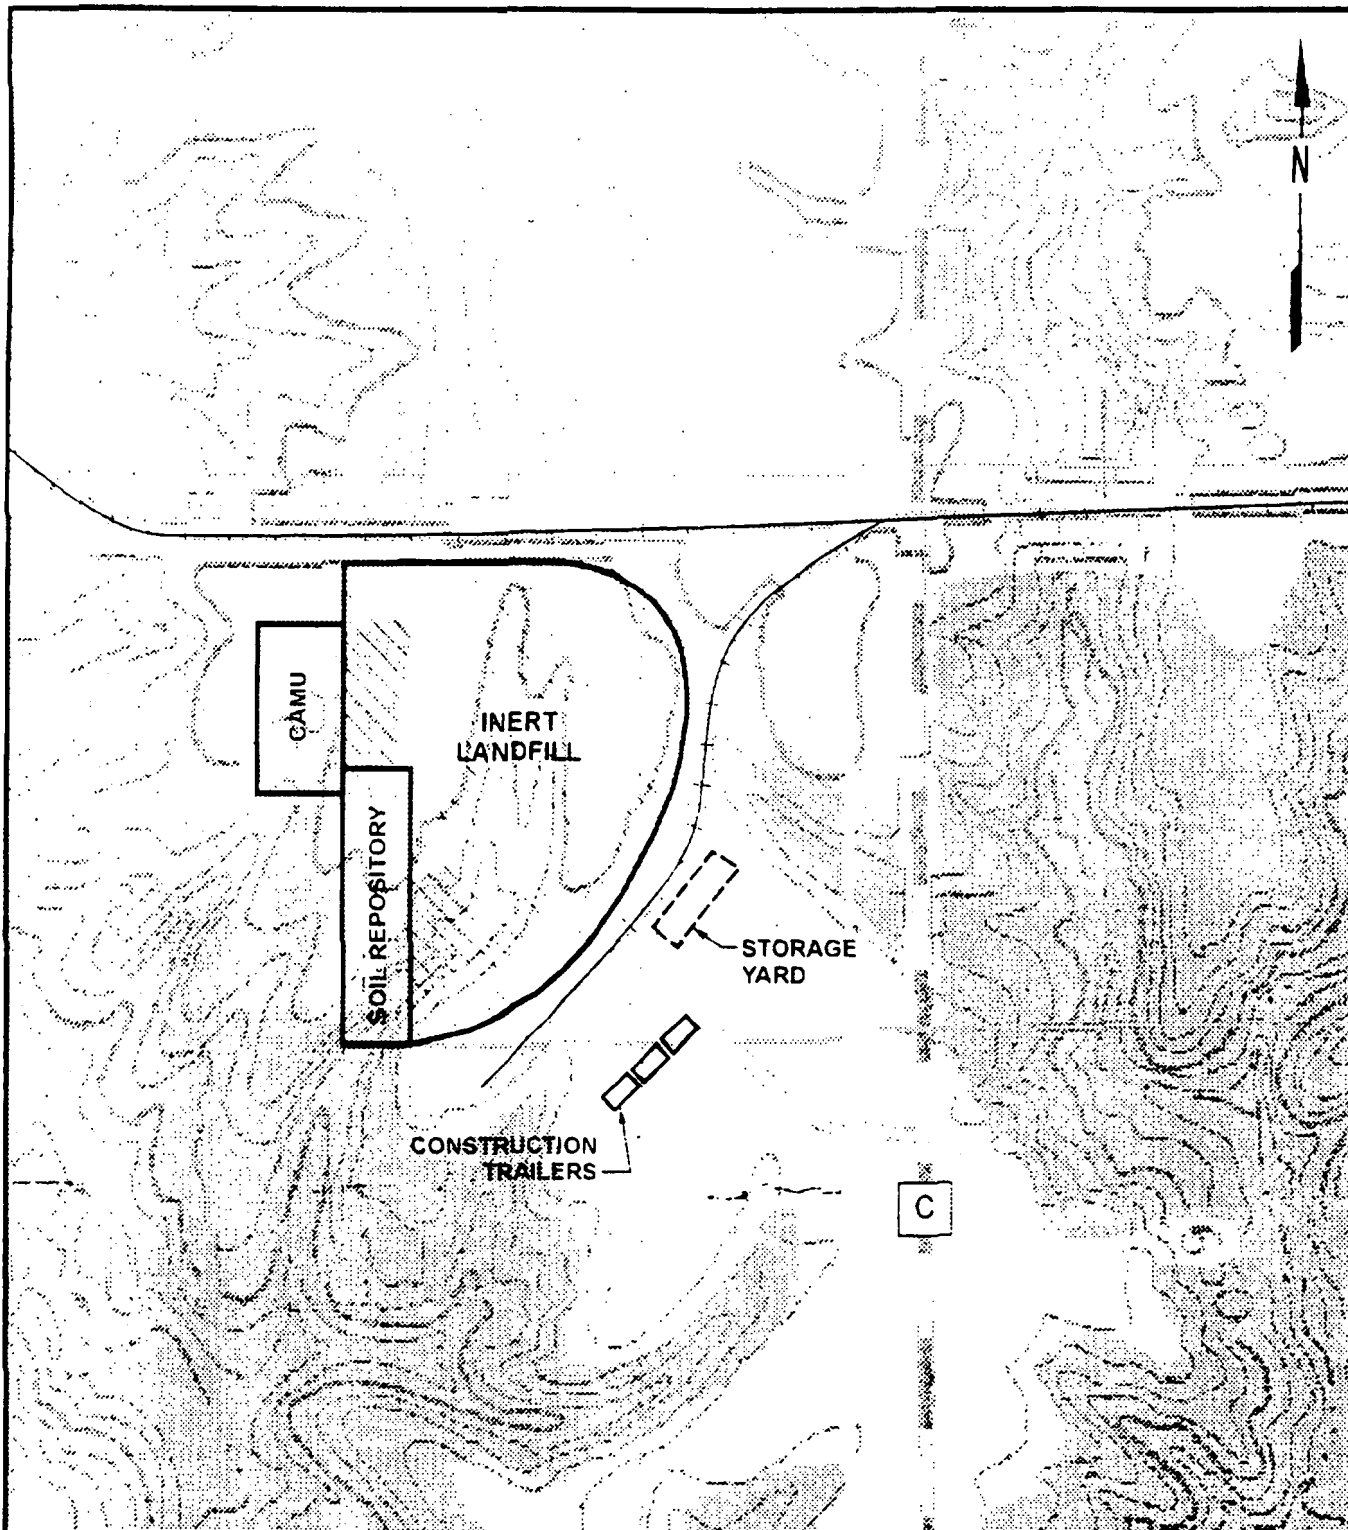 N
CAMU
INERT
LANDFILL
SOIL REPOSITORY
STORAGE
YARD
CONSTRUCTION
TRAILERS
C